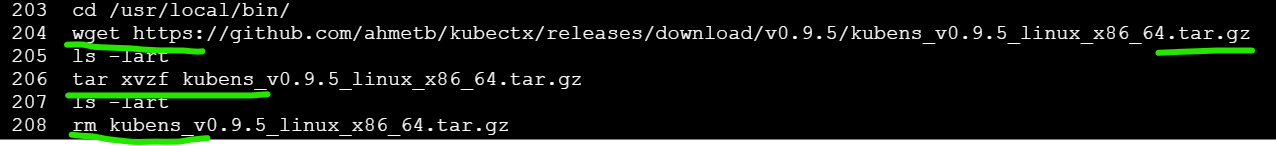 203 cd /usr/local/bin/
204 wget https://github.com/ahmetb/kubectx/releases/download/v0.9.5/kubens_v0.9.5_linux_x86_64.tar.gz
205 ls -lart
206 tar xvzf kubens_v0.9.5_linux_x86_64.tar.gz
207 ls -lart
208 rm kubens_v0.9.5_linux_x86_64.tar.gz